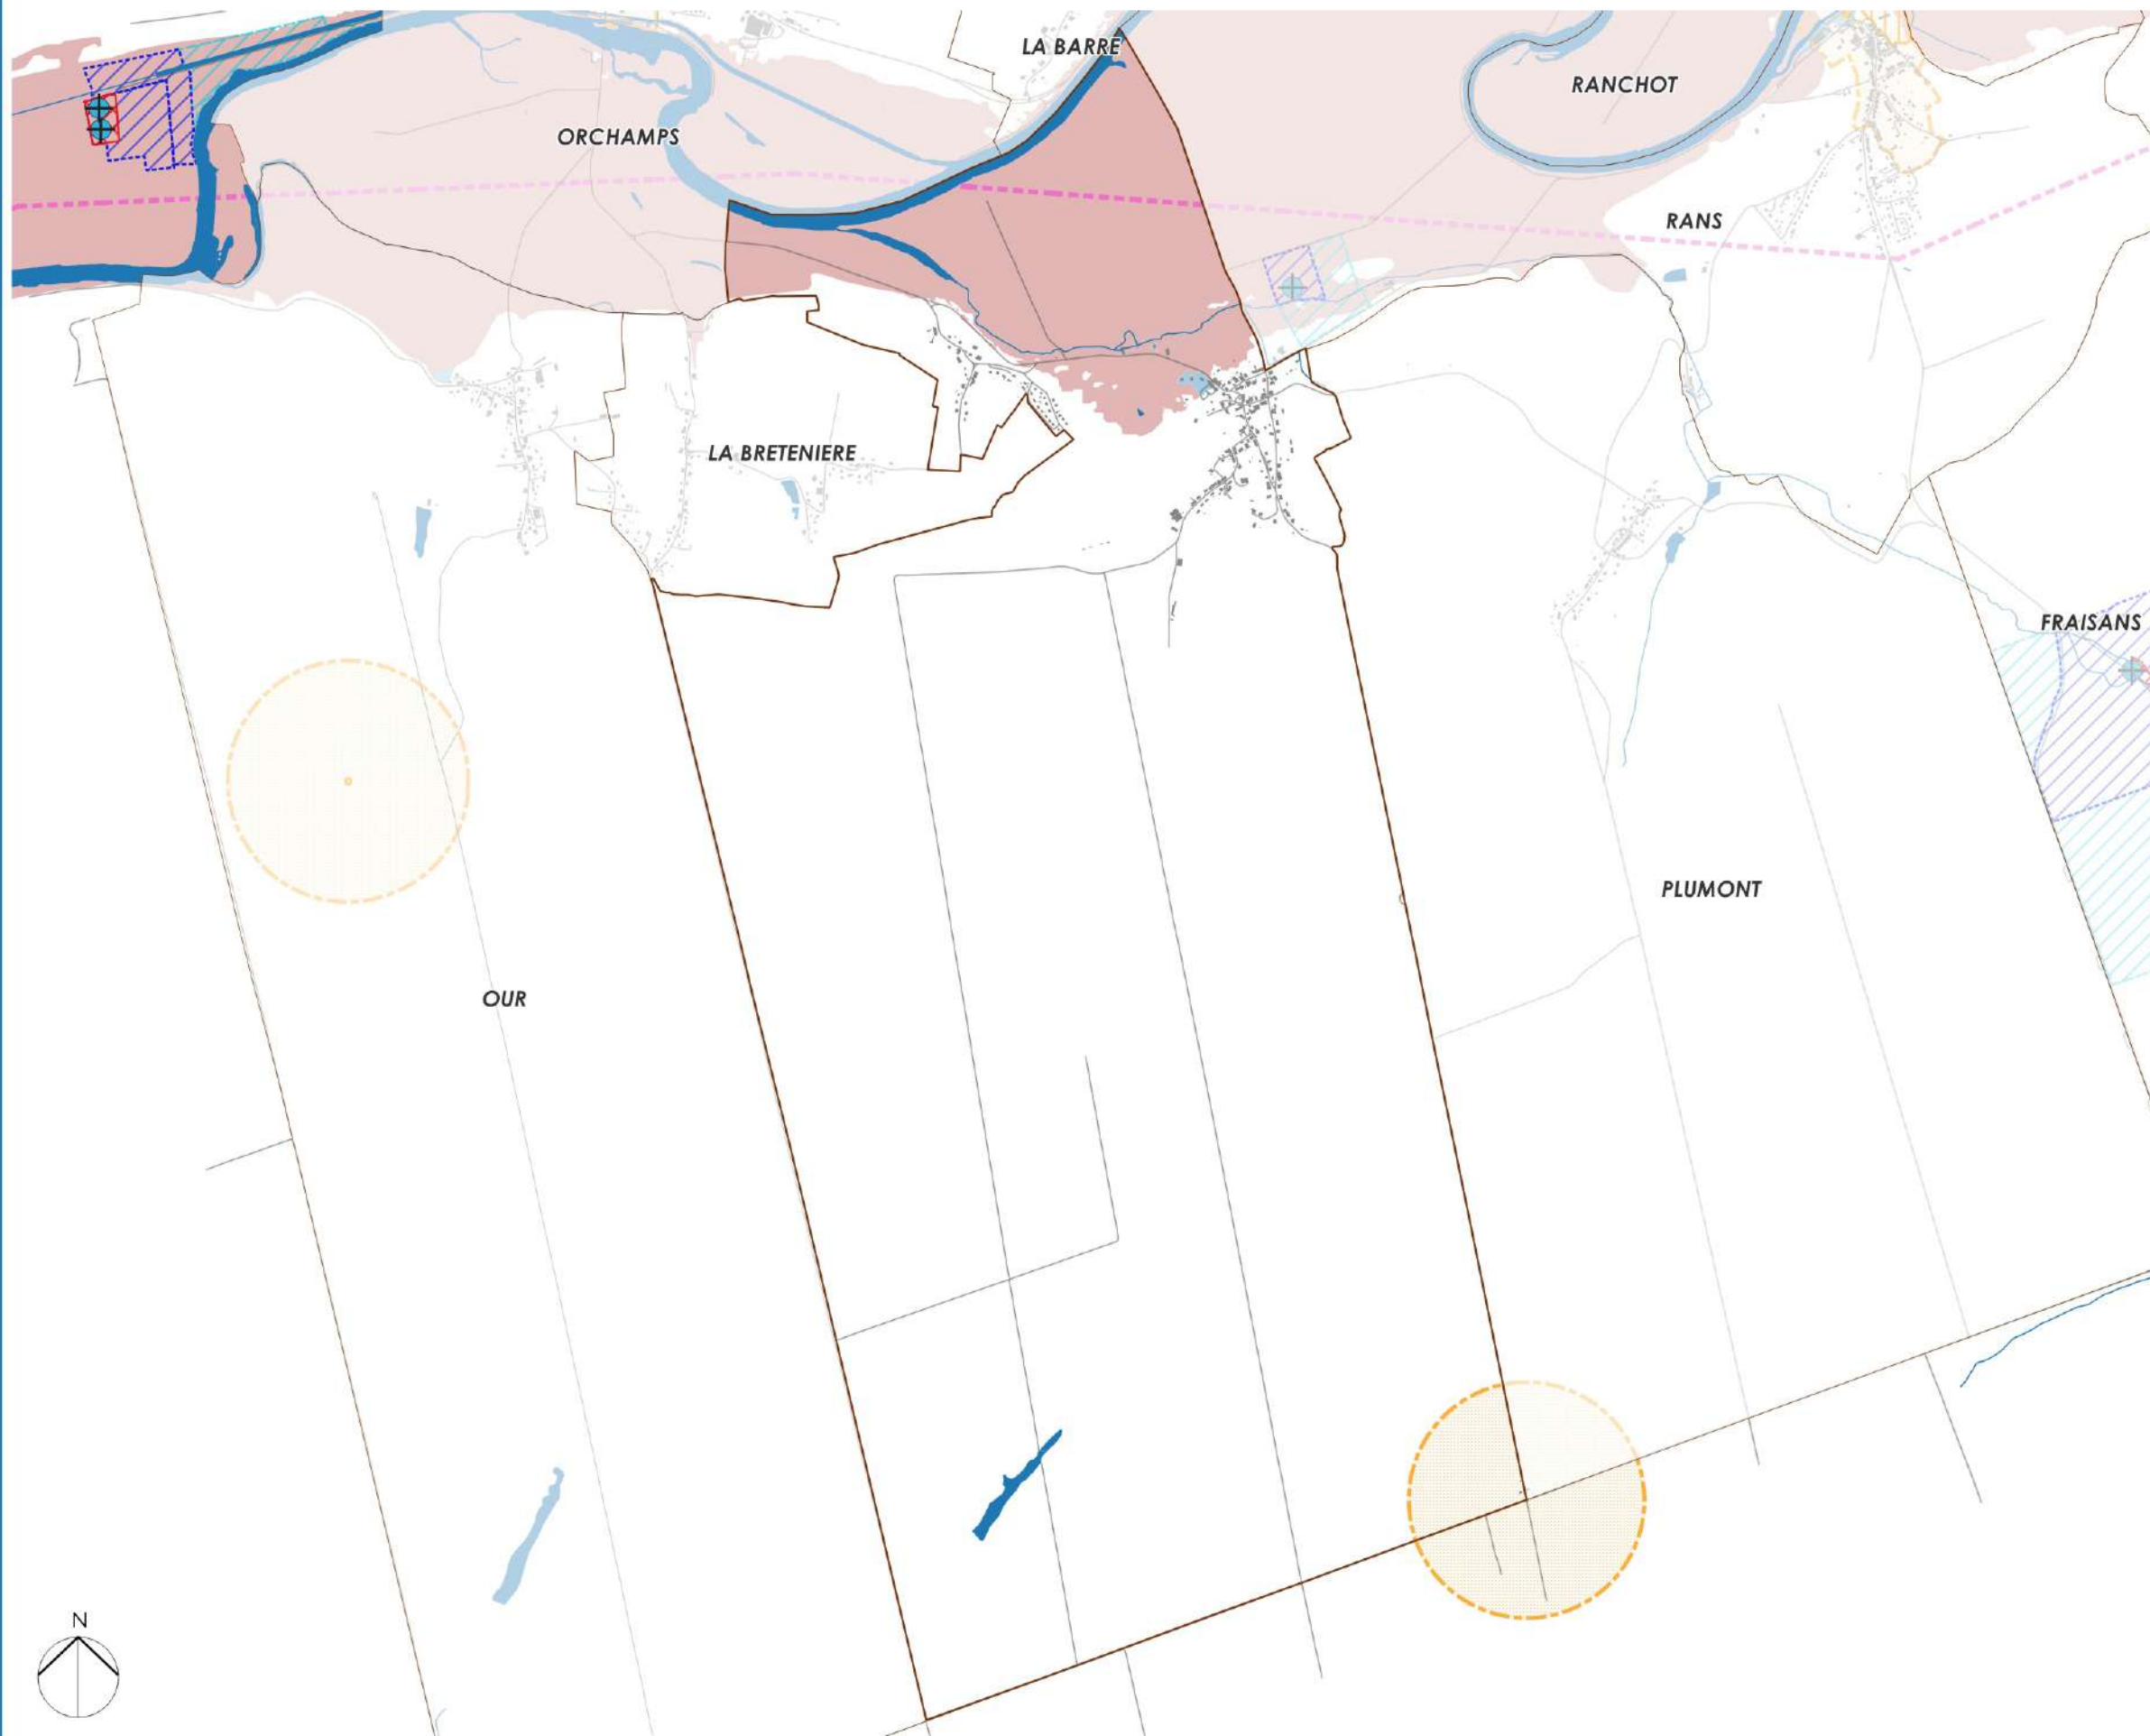 LA BARRE
RANCHOT
ORCHAMPS
RANS
LA BRETENIERE
FRAISANS
PLUMONT
OUR
N